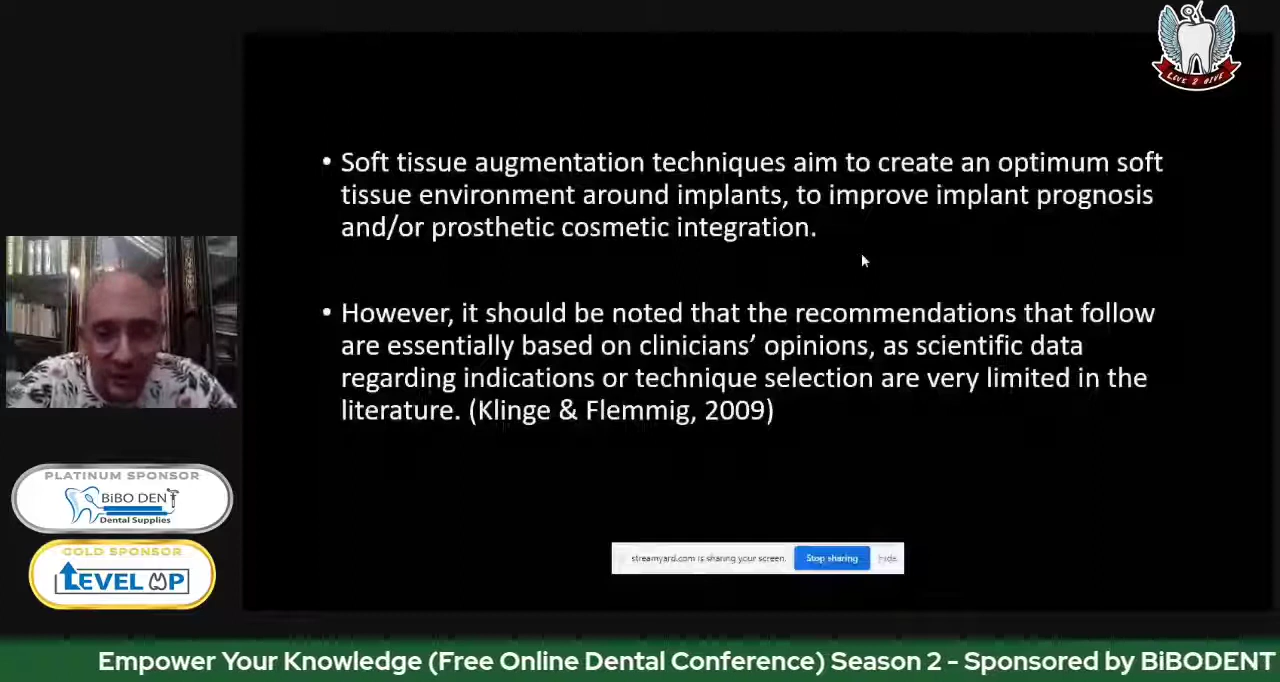 LIVE 2 GIVE
• Soft tissue augmentation techniques aim to create an optimum soft
tissue environment around implants, to improve implant prognosis
and/or prosthetic cosmetic integration.
• However, it should be noted that the recommendations that follow
are essentially based on clinicians’ opinions, as scientific data
regarding indications or technique selection are very limited in the
literature. (Klinge & Flemmig, 2009)
PLATINUM SPONSOR
BiBO DENT
Dental Supplies
GOLD SPONSOR
LEVEL UP
streamyard.com is sharing your screen. Stop sharing Hide
Empower Your Knowledge (Free Online Dental Conference) Season 2 - Sponsored by BiBODENT